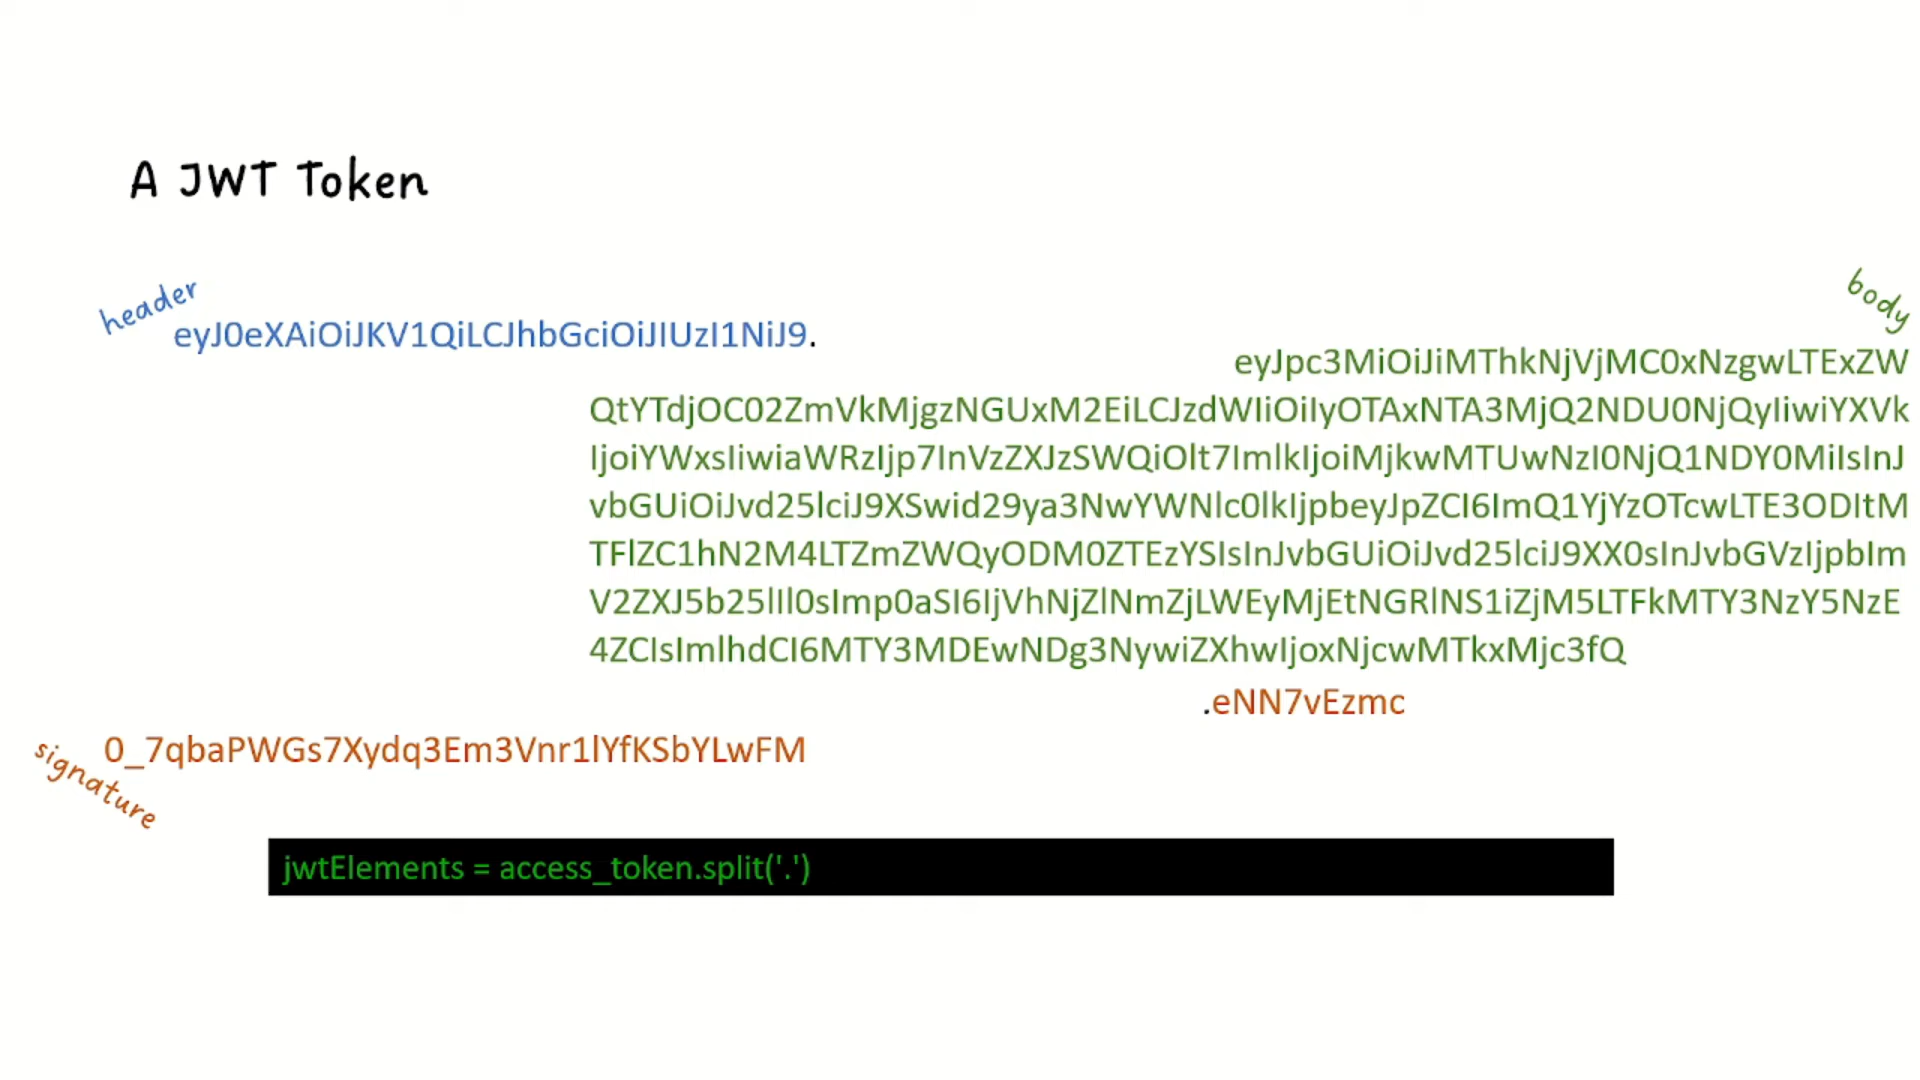 A JWT Token
header
eyJ0eXAiOiJKV1QiLCJhbGciOiJIUzI1NiJ9.
body
eyJpc3MiOiJiMThkNjVjMC0xNzgwLTExZW
QtYTdjOC02ZmVkMjgzNGUxM2EiLCJzdWIiOiIyOTAxNTA3MjQ2NDU0NjQyIiwiYXVk
IjoiYWxsIiwiaWRzIjp7InVzZXJzSWQiOlt7ImlkIjoiMjkwMTUwNzI0NjQ1NDY0MiIsInJ
vbGUiOiJvd25lciJ9XSwid29ya3NwYWNlc0lkIjpbeyJpZCI6ImQ1YjYzOTcwLTE3ODItM
TFlZC1hN2M4LTZmZWQyODM0ZTEzYSIsInJvbGUiOiJvd25lciJ9XX0sInJvbGVzIjpbIm
V2ZXJ5b25lIl0sImp0aSI6IjVhNjZlNmZjLWEyMjEtNGRlNS1iZjM5LTFkMTY3NzY5NzE
4ZCIsImlhdCI6MTY3MDEwNDg3NywiZXhwIjoxNjcwMTkxMjc3fQ
.eNN7vEzmc
0_7qbaPWGs7Xydq3Em3Vnr1lYfKSbYLwFM
signature
jwtElements = access_token.split('.')